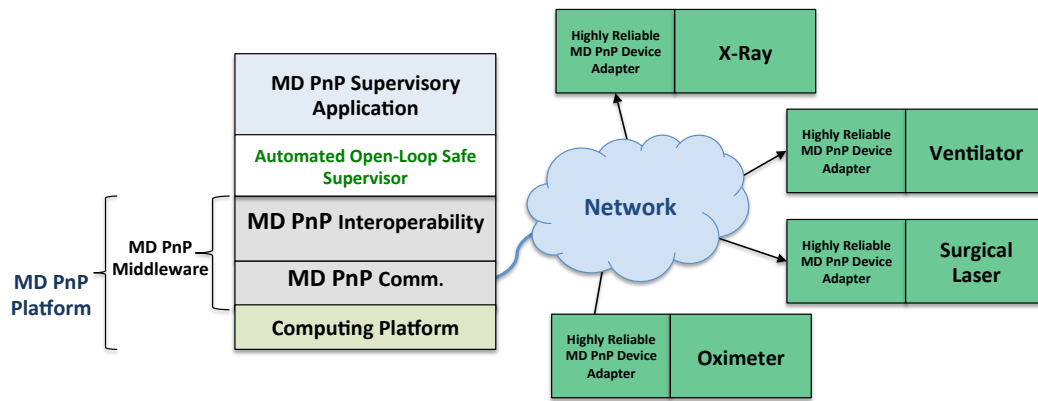 MD PnP Supervisory
Application
Automated Open-Loop Safe
Supervisor
MD PnP Interoperability
MD PnP Comm.
Computing Platform
MD PnP
Middleware
MD PnP
Platform
Network
Highly Reliable
MD PnP Device
Adapter
X-Ray
Highly Reliable
MD PnP Device
Adapter
Ventilator
Highly Reliable
MD PnP Device
Adapter
Surgical
Laser
Highly Reliable
MD PnP Device
Adapter
Oximeter